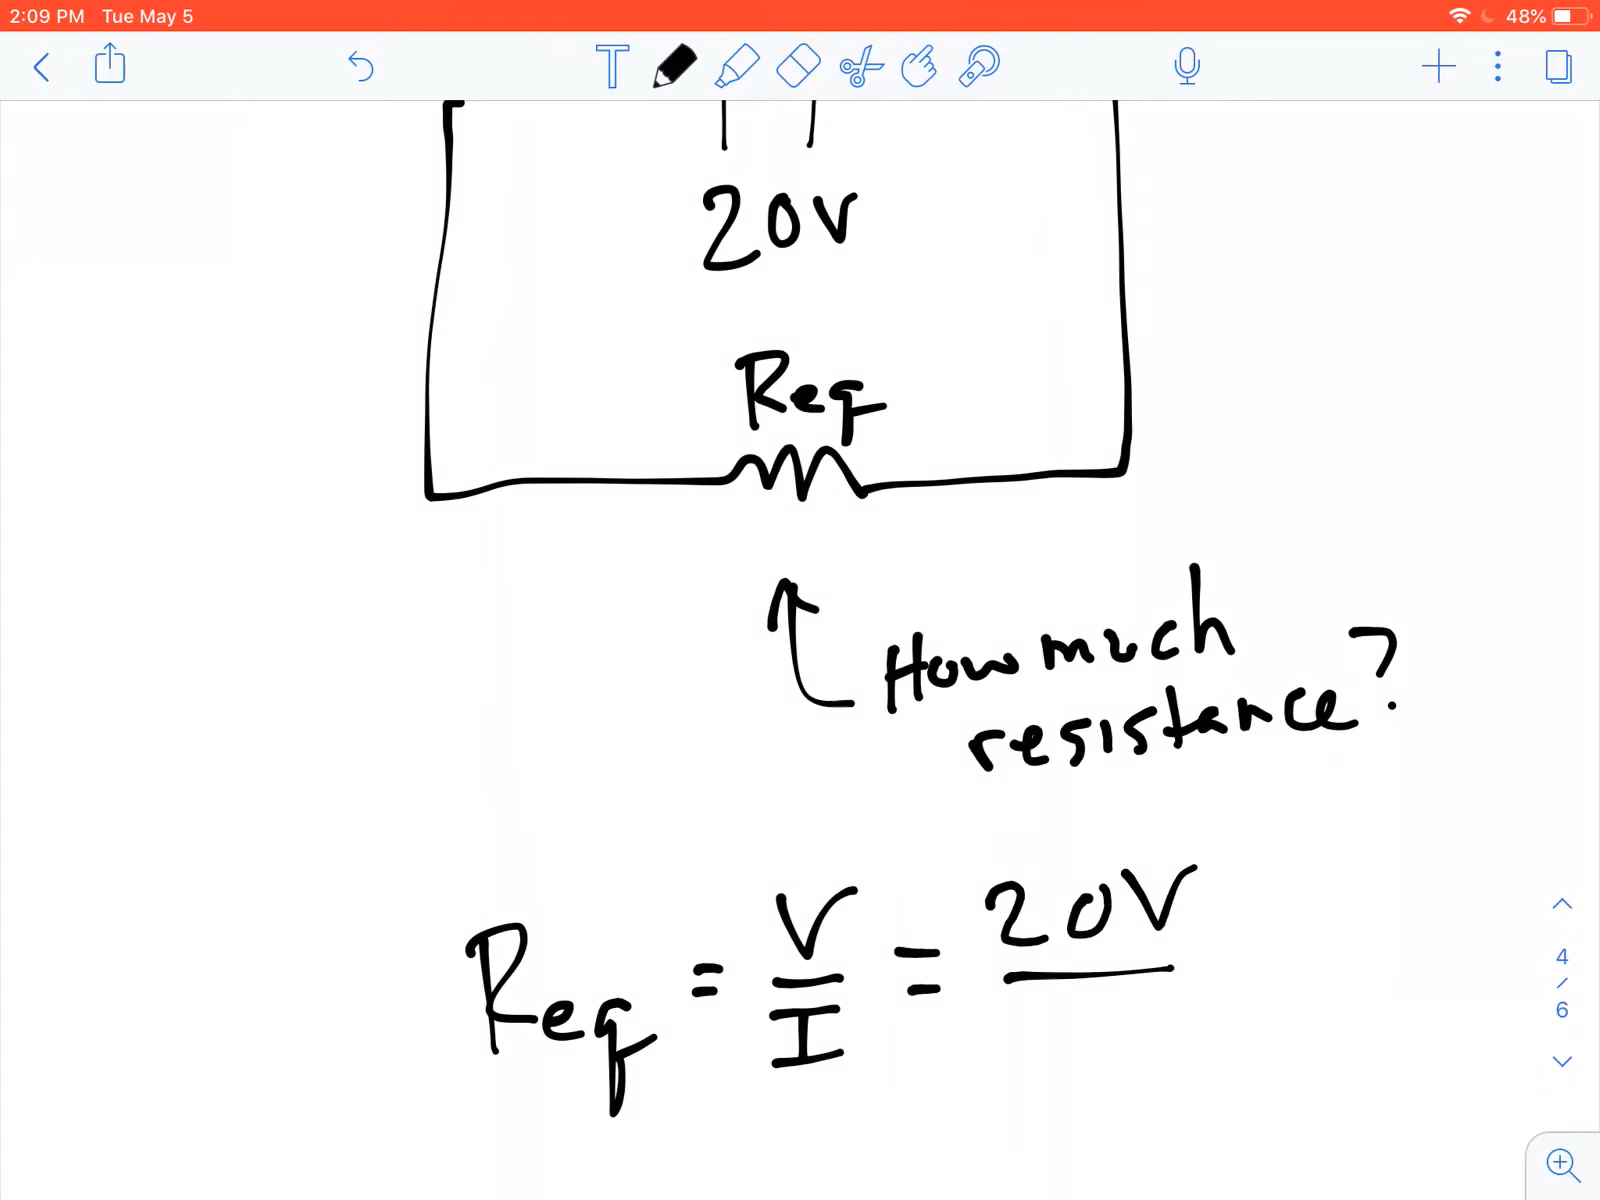 2:09 PM Tue May 5
48%
T
20V
Req
How much
resistance?
Req = V/I = 20V
4
/
6